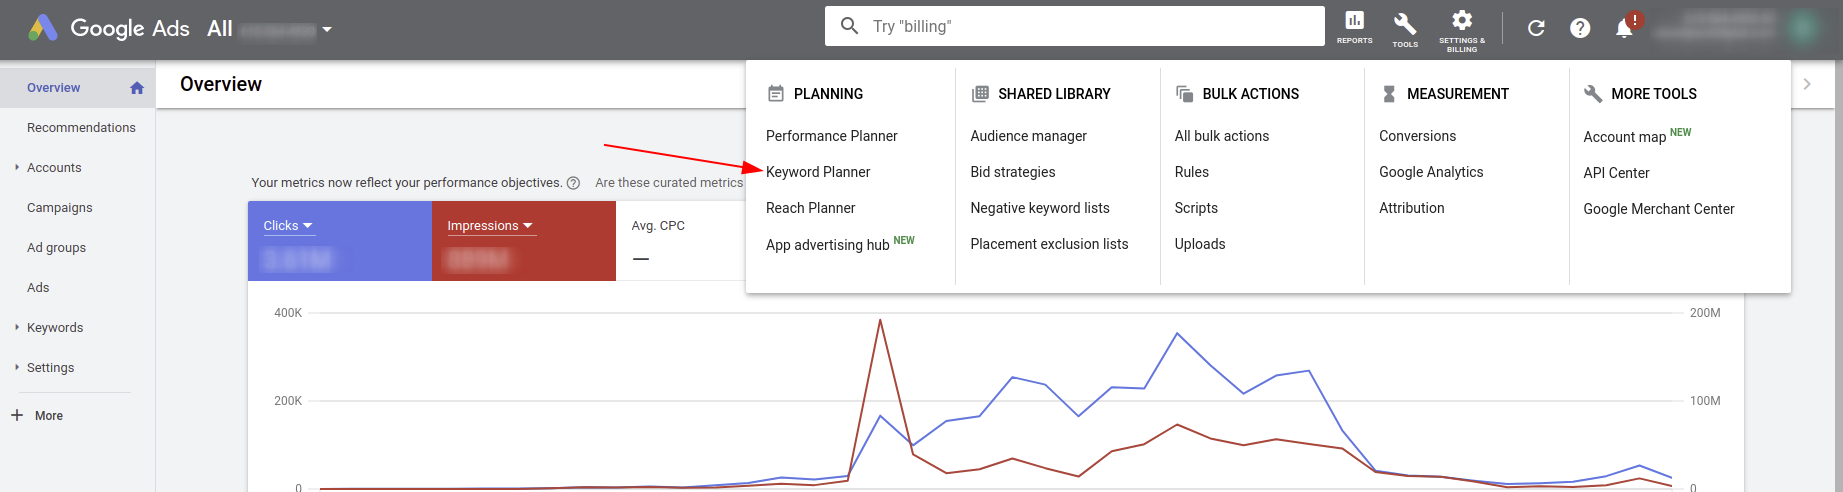 Google Ads All
Try "billing"
REPORTS
TOOLS
SETTINGS &
BILLING
!
Overview
Recommendations
Accounts
Campaigns
Ad groups
Ads
Keywords
Settings
More
Overview
PLANNING
Performance Planner
Keyword Planner
Reach Planner
App advertising hub NEW
SHARED LIBRARY
Audience manager
Bid strategies
Negative keyword lists
Placement exclusion lists
BULK ACTIONS
All bulk actions
Rules
Scripts
Uploads
MEASUREMENT
Conversions
Google Analytics
Attribution
MORE TOOLS
Account map NEW
API Center
Google Merchant Center
Your metrics now reflect your performance objectives. ? Are these curated metrics
Clicks
Impressions
Avg. CPC
—
400K
200K
0
200M
100M
0